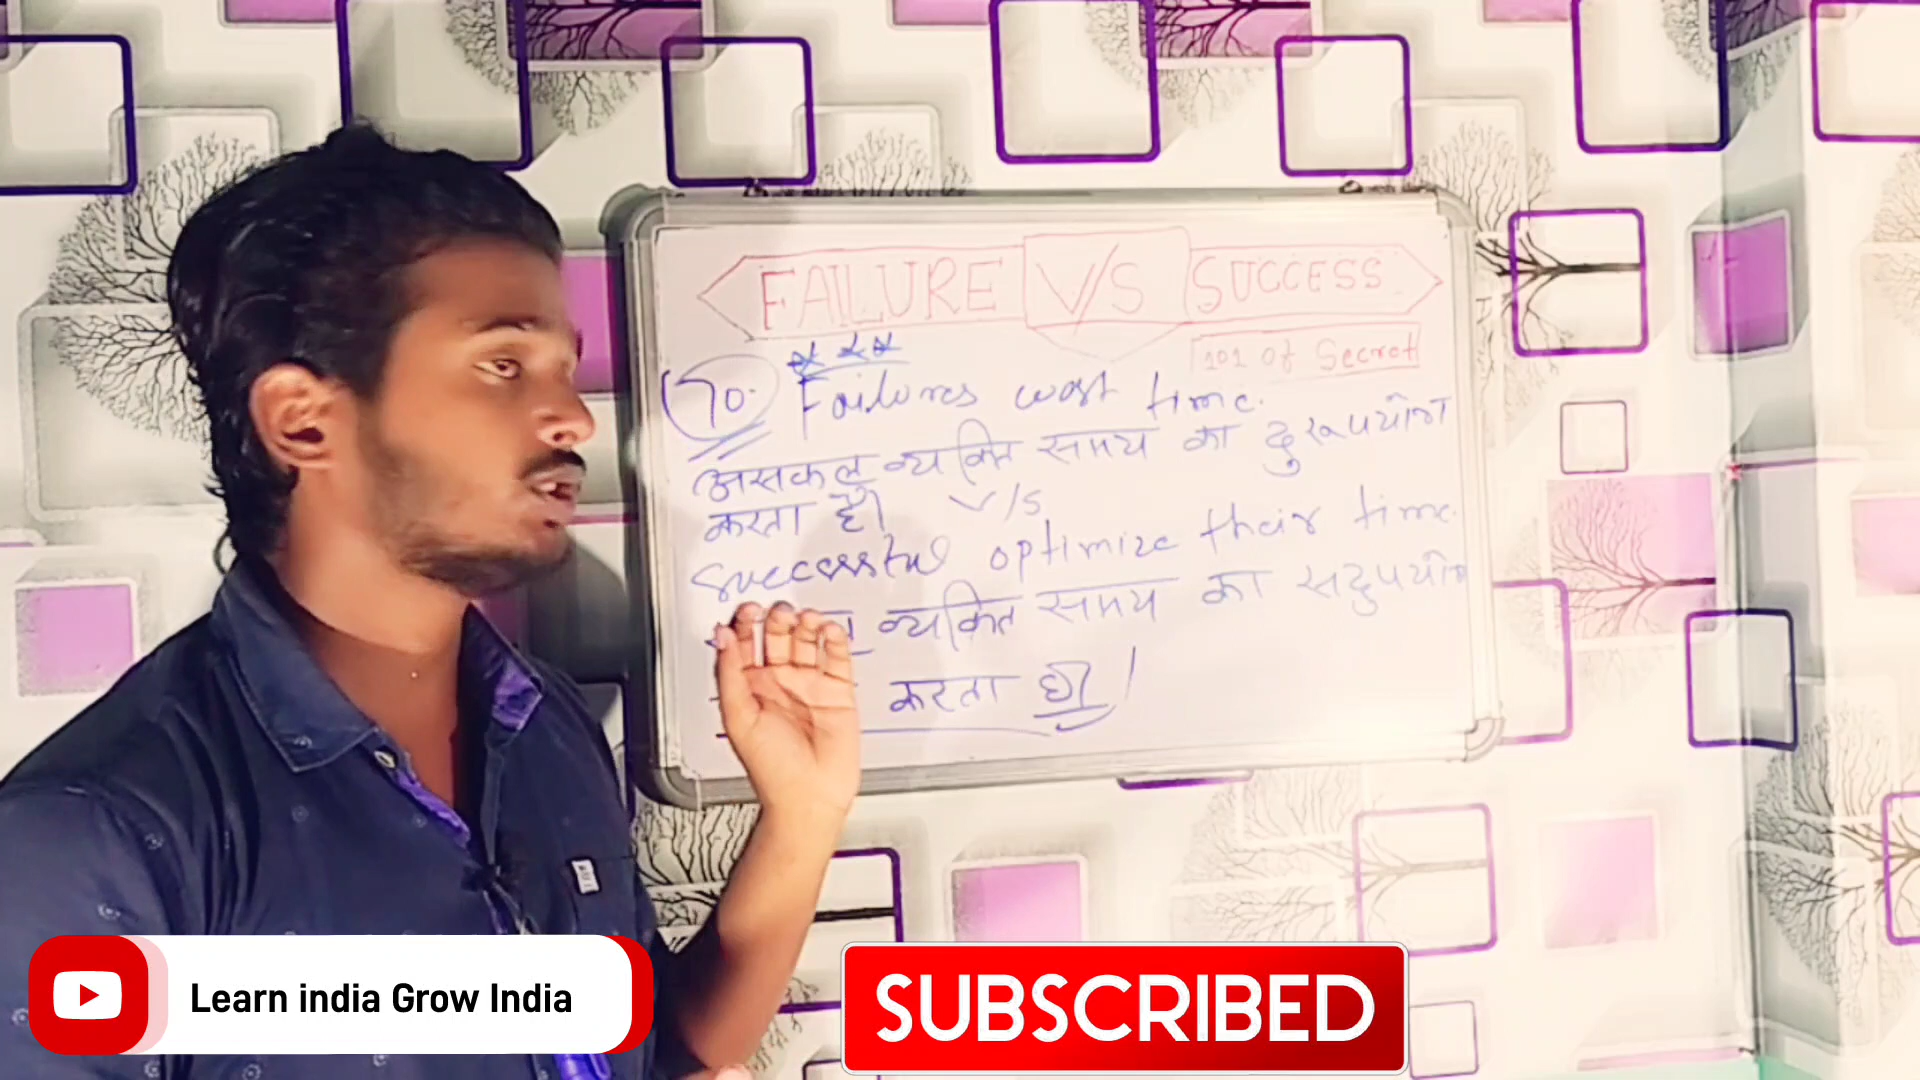 FAILURE V/S SUCCESS
101 of Secret
70.
Failures wast time.
असफल व्यक्ति समय का दुरूपयोग
करता है।
V/S
Successful optimize their time.
व्यक्ति समय का सदुपयोग
करता
Learn india Grow India
SUBSCRIBED